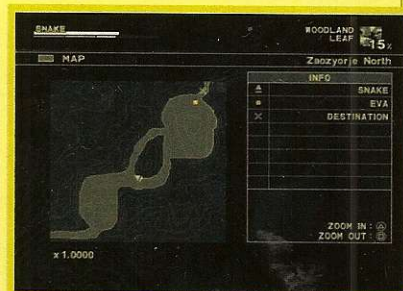 SNAKE
WOODLAND
LEAF
15%
MAP
Zaozyorje North
INFO
SNAKE
EVA
DESTINATION
ZOOM IN :
ZOOM OUT :
x 1.0000